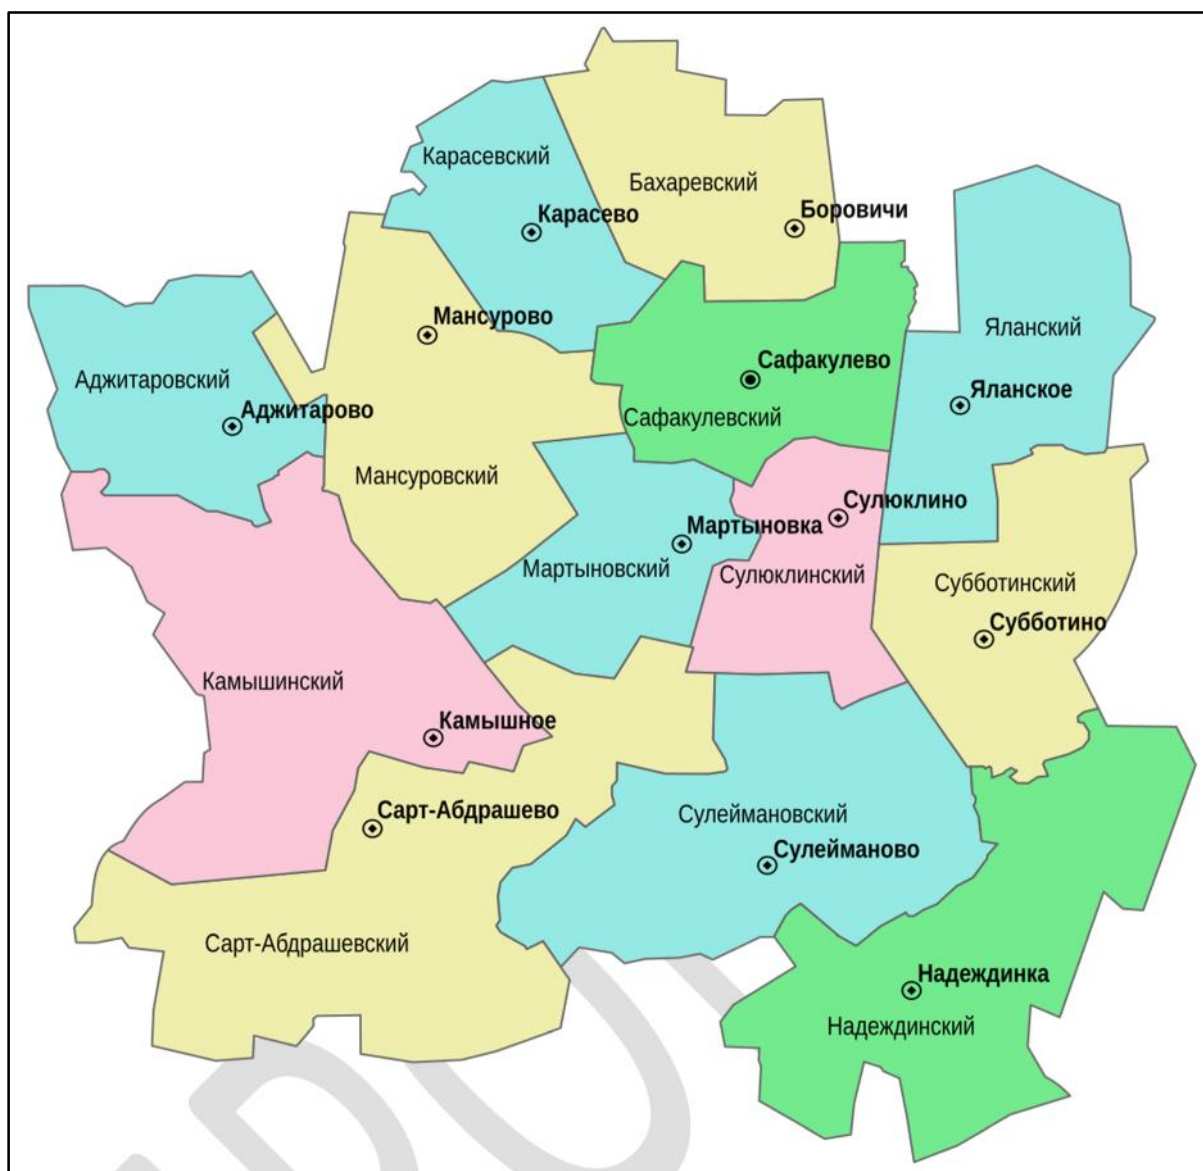 Карасевский
Бахаревский
Карасево
Боровичи
Мансурово
Яланский
Сафакулево
Аджитаровский
Яланское
Аджитарово
Сафакулевский
Мансуровский
Сулюклино
Мартыновка
Мартыновский
Сулюклинский
Субботинский
Субботино
Камышинский
Камышное
Сарт-Абдрашево
Сулеймановский
Сулейманово
Сарт-Абдрашевский
Надеждинка
Надеждинский